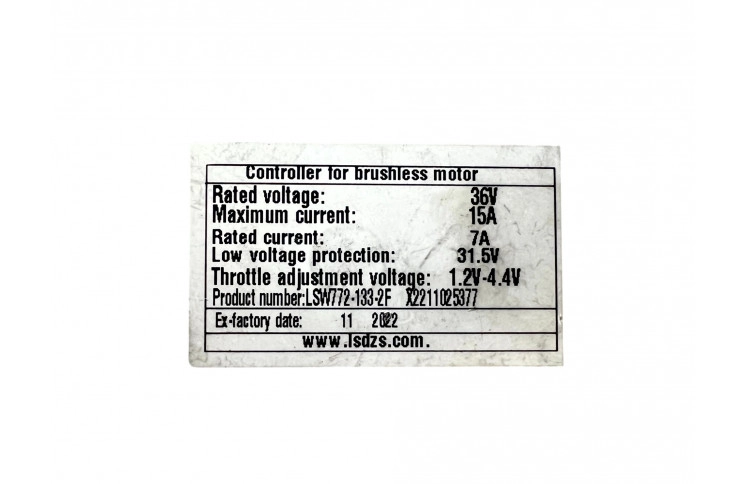 Controller for brushless motor
Rated voltage: 36V
Maximum current: 15A
Rated current: 7A
Low voltage protection: 31.5V
Throttle adjustment voltage: 1.2V-4.4V
Product number:LSW772-133-2F X2211025377
Ex-factory date: 11 2022
www.lsdzs.com.